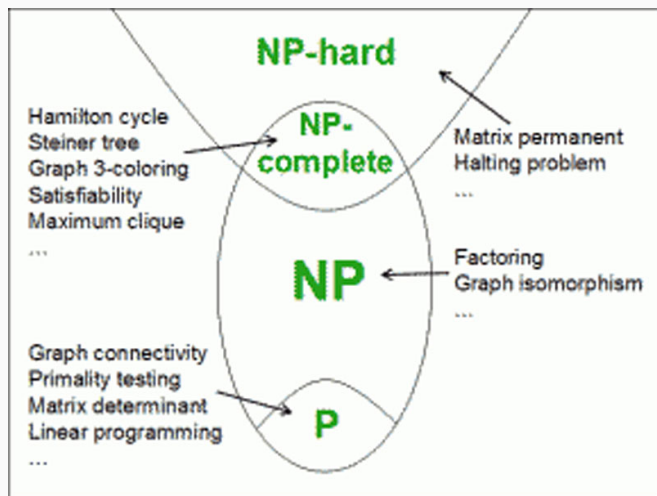 NP-hard
Hamilton cycle
Steiner tree
Graph 3-coloring
Satisfiability
Maximum clique
...
NP-
complete
Matrix permanent
Halting problem
...
NP
Factoring
Graph isomorphism
...
Graph connectivity
Primality testing
Matrix determinant
Linear programming
...
P